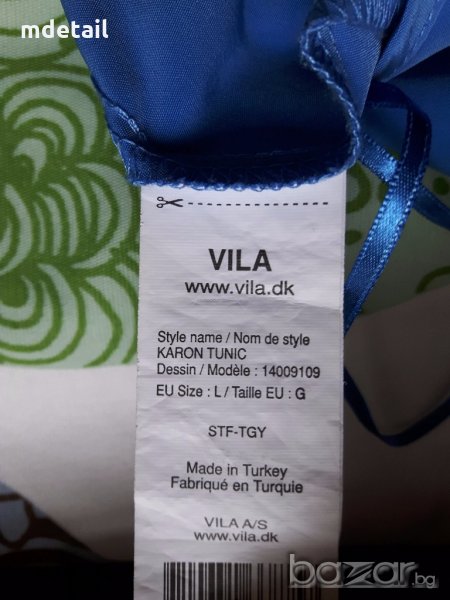 mdetail
VILA
www.vila.dk
Style name / Nom de style
KARON TUNIC
Dessin / Modèle : 14009109
EU Size : L / Taille EU : G
STF-TGY
Made in Turkey
Fabriqué en Turquie
VILA A/S
www.vila.dk
bazar.bg